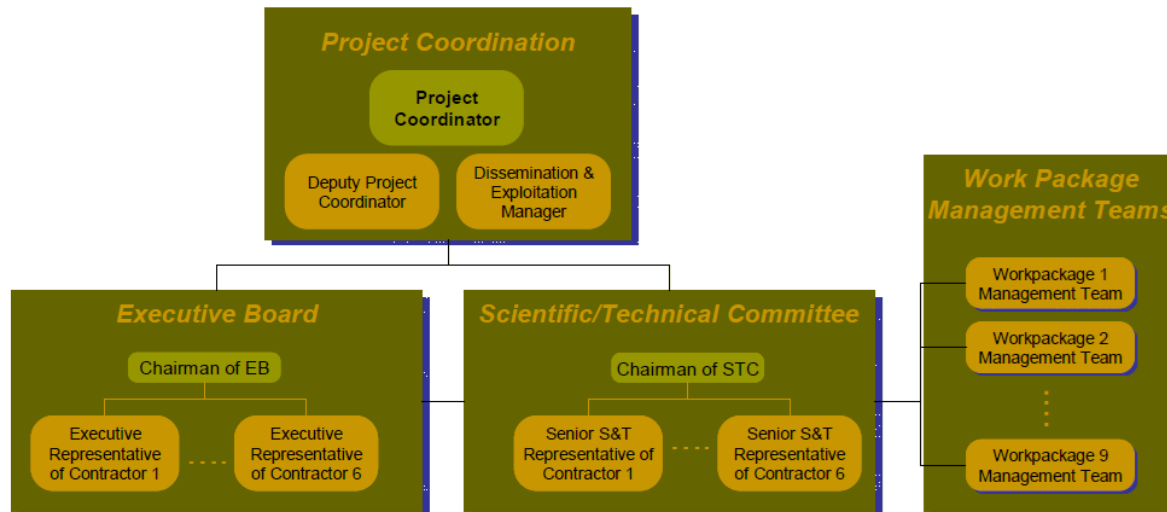 Project Coordination
Project
Coordinator
Deputy Project
Coordinator
Dissemination &
Exploitation
Manager
Work Package
Management Teams
Workpackage 1
Management Team
Workpackage 2
Management Team
Workpackage 9
Management Team
Executive Board
Chairman of EB
Executive
Representative
of Contractor 1
Executive
Representative
of Contractor 6
Scientific/Technical Committee
Chairman of STC
Senior S&T
Representative of
Contractor 1
Senior S&T
Representative
of Contractor 6